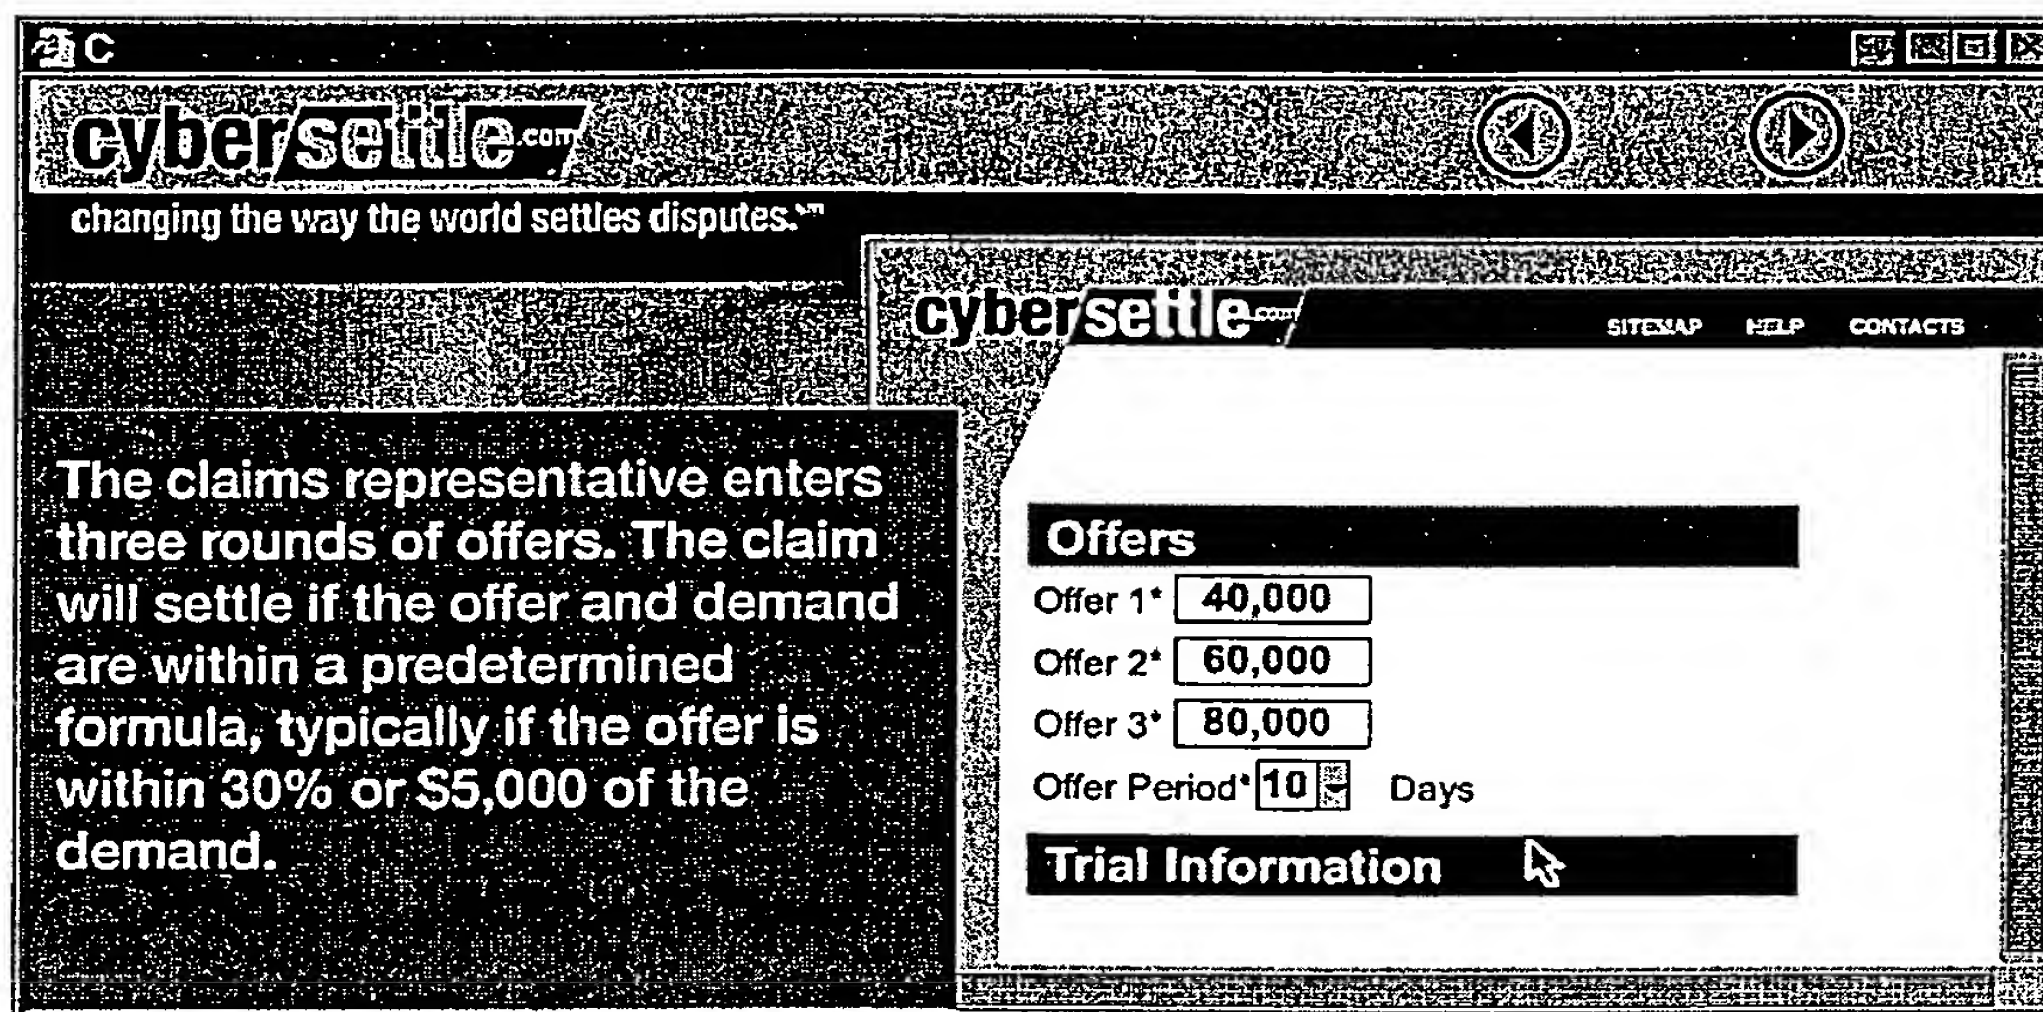 C
cybersettle.com
changing the way the world settles disputes.℠
cybersettle.com
SITEMAP HELP CONTACTS
The claims representative enters
three rounds of offers. The claim
will settle if the offer and demand
are within a predetermined
formula, typically if the offer is
within 30% or $5,000 of the
demand.
Offers
Offer 1* 40,000
Offer 2* 60,000
Offer 3* 80,000
Offer Period* 10 Days
Trial Information